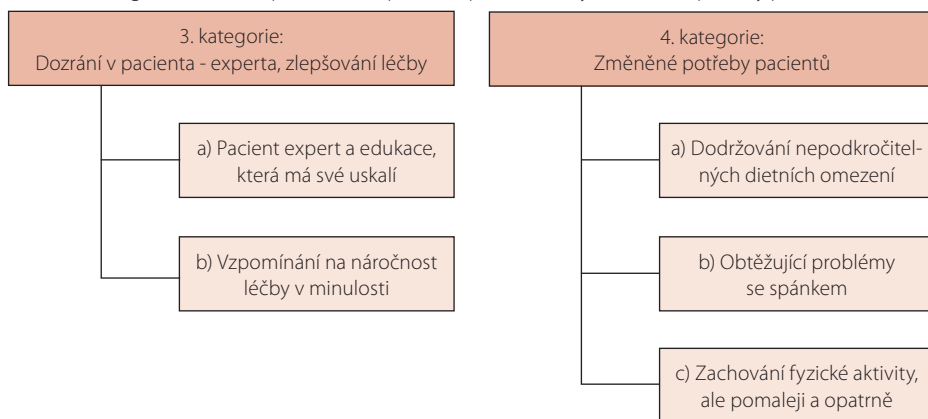 3. kategorie:
Dozrání v pacienta - experta, zlepšování léčby
a) Pacient expert a edukace,
která má své uskalí
b) Vzpomínání na náročnost
léčby v minulosti
4. kategorie:
Změněné potřeby pacientů
a) Dodržování nepodkročitel-
ných dietních omezení
b) Obtěžující problémy
se spánkem
c) Zachování fyzické aktivity,
ale pomaleji a opatrně